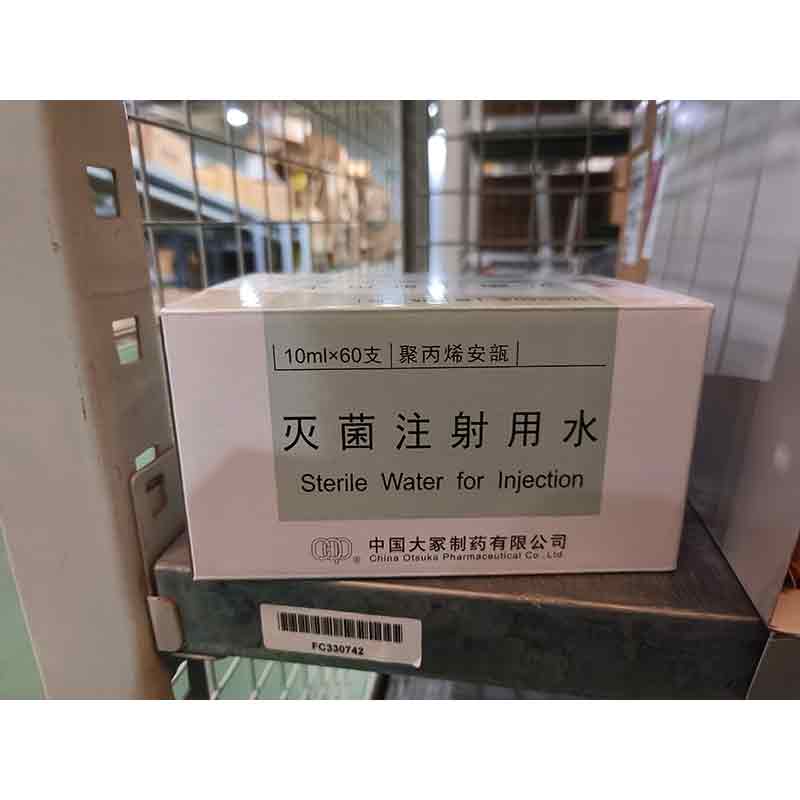 10ml×60支 聚丙烯安瓿
灭菌注射用水
Sterile Water for Injection
® 中国大冢制药有限公司
China Otsuka Pharmaceutical Co.,Ltd.
FC330742